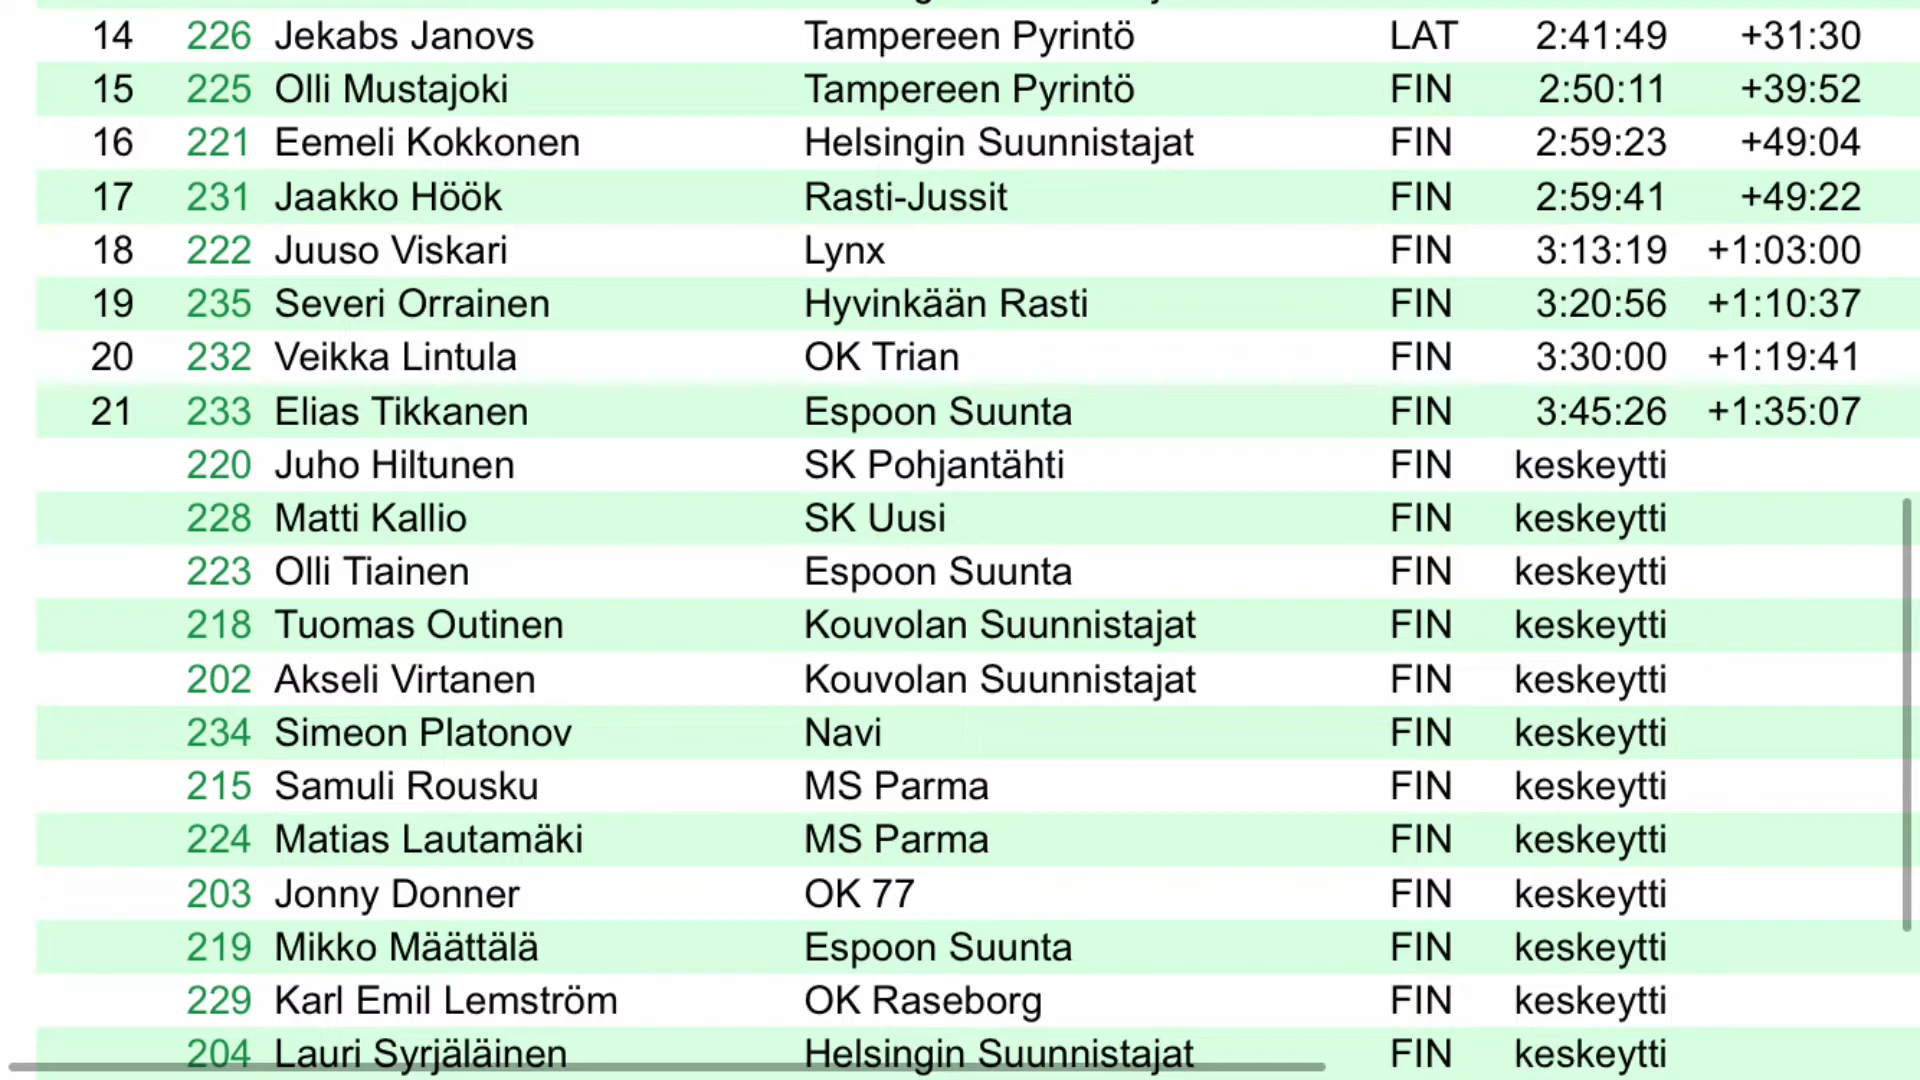 14 226 Jekabs Janovs Tampereen Pyrintö LAT 2:41:49 +31:30
15 225 Olli Mustajoki Tampereen Pyrintö FIN 2:50:11 +39:52
16 221 Eemeli Kokkonen Helsingin Suunnistajat FIN 2:59:23 +49:04
17 231 Jaakko Höök Rasti-Jussit FIN 2:59:41 +49:22
18 222 Juuso Viskari Lynx FIN 3:13:19 +1:03:00
19 235 Severi Orrainen Hyvinkään Rasti FIN 3:20:56 +1:10:37
20 232 Veikka Lintula OK Trian FIN 3:30:00 +1:19:41
21 233 Elias Tikkanen Espoon Suunta FIN 3:45:26 +1:35:07
220 Juho Hiltunen SK Pohjantähti FIN keskeytti
228 Matti Kallio SK Uusi FIN keskeytti
223 Olli Tiainen Espoon Suunta FIN keskeytti
218 Tuomas Outinen Kouvolan Suunnistajat FIN keskeytti
202 Akseli Virtanen Kouvolan Suunnistajat FIN keskeytti
234 Simeon Platonov Navi FIN keskeytti
215 Samuli Rousku MS Parma FIN keskeytti
224 Matias Lautamäki MS Parma FIN keskeytti
203 Jonny Donner OK 77 FIN keskeytti
219 Mikko Määttälä Espoon Suunta FIN keskeytti
229 Karl Emil Lemström OK Raseborg FIN keskeytti
204 Lauri Syrjäläinen Helsingin Suunnistajat FIN keskeytti